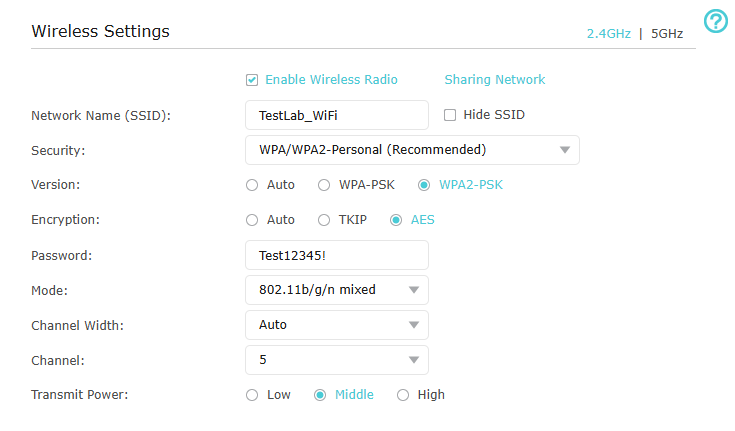 Wireless Settings
2.4GHz | 5GHz
?
Enable Wireless Radio Sharing Network
Network Name (SSID): TestLab_WiFi Hide SSID
Security: WPA/WPA2-Personal (Recommended)
Version: Auto WPA-PSK WPA2-PSK
Encryption: Auto TKIP AES
Password: Test12345!
Mode: 802.11b/g/n mixed
Channel Width: Auto
Channel: 5
Transmit Power: Low Middle High